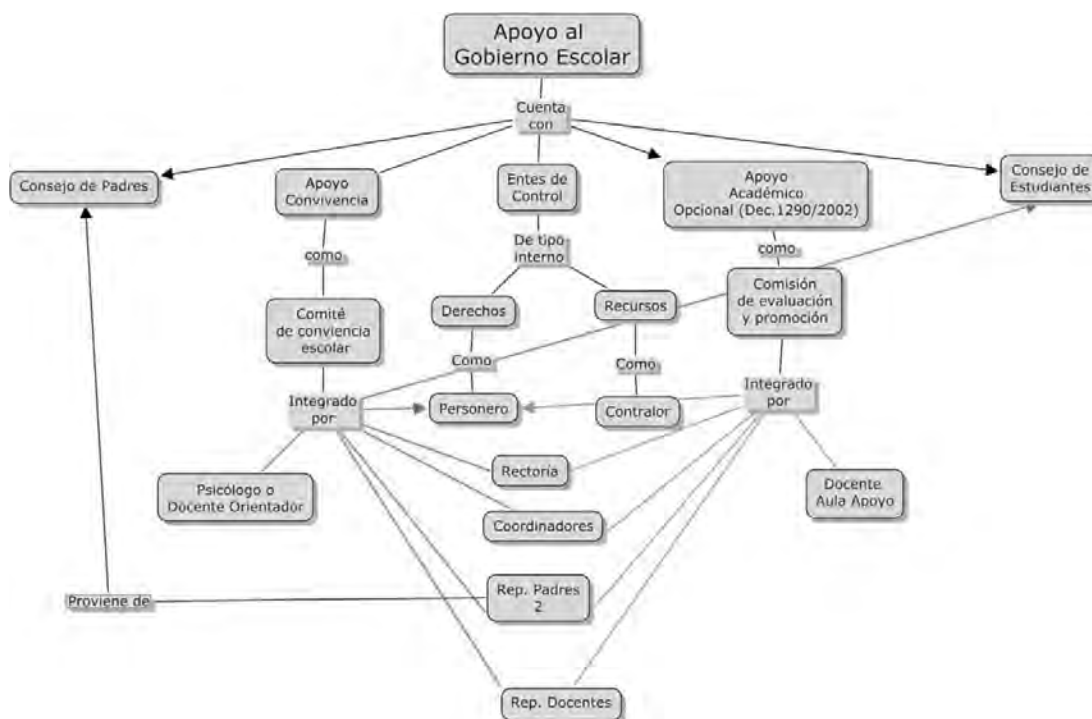 Apoyo al
Gobierno Escolar
Cuenta
con
Consejo de Padres
Apoyo
Convivencia
Entes de
Control
Apoyo
Académico
Opcional (Dec.1290/2002)
Consejo de
Estudiantes
como
De tipo
interno
como
Comité
de conviencia
escolar
Derechos
Recursos
Comisión
de evaluación
y promoción
Como
Como
Integrado
por
Personero
Contralor
Integrado
por
Psicólogo o
Docente Orientador
Rectoría
Docente
Aula Apoyo
Coordinadores
Proviene de
Rep. Padres
2
Rep. Docentes